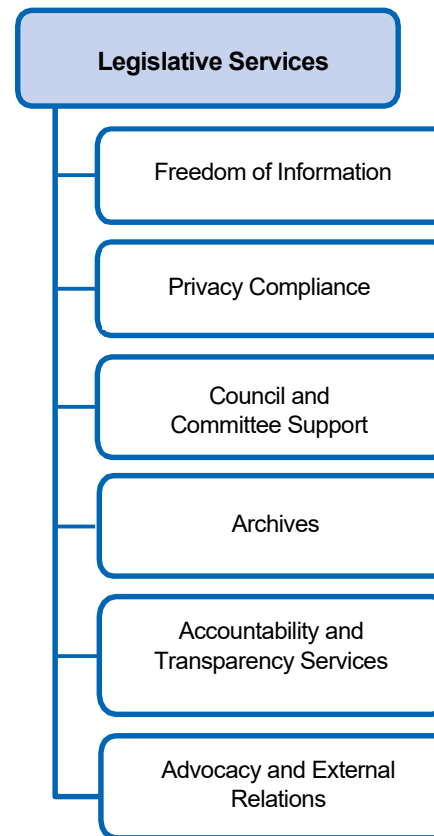 Legislative Services
Freedom of Information
Privacy Compliance
Council and
Committee Support
Archives
Accountability and
Transparency Services
Advocacy and External
Relations